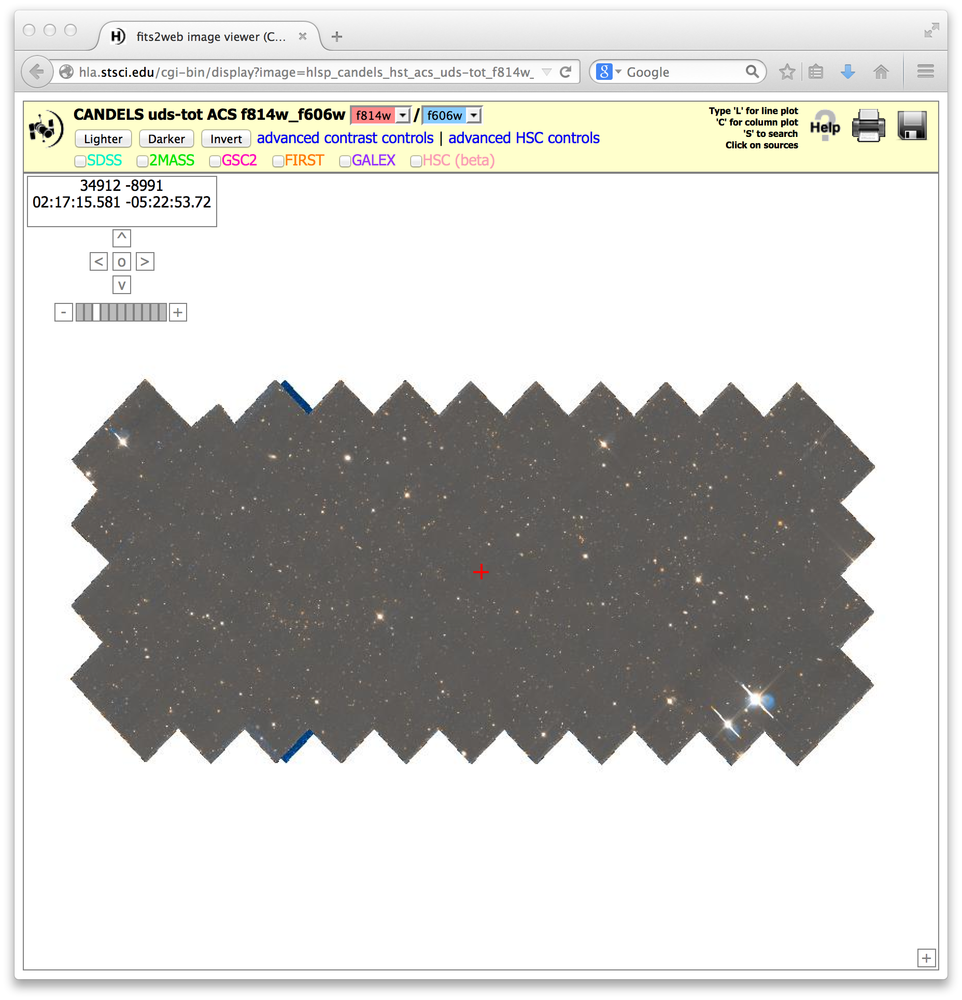 fits2web image viewer (C...
hla.stsci.edu/cgi-bin/display?image=hlsp_candels_hst_acs_uds-tot_f814w_
Google
CANDELS uds-tot ACS f814w_f606w f814w / f606w
Lighter Darker Invert advanced contrast controls | advanced HSC controls
SDSS 2MASS GSC2 FIRST GALEX HSC (beta)
Type 'L' for line plot
'C' for column plot
'S' to search
Click on sources
Help
34912 -8991
02:17:15.581 -05:22:53.72
^
< o >
v
- +
+